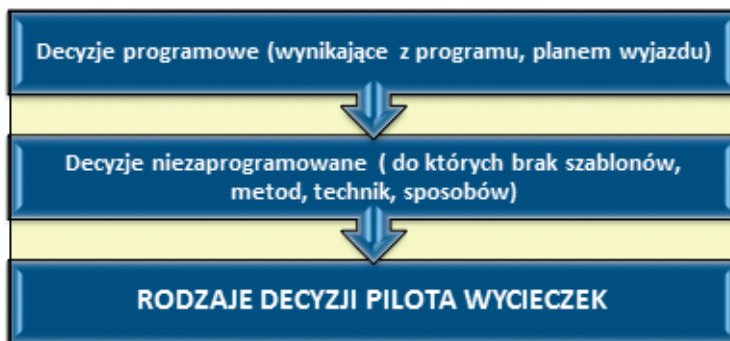 Decyzje programowe (wynikające z programu, planem wyjazdu)
Decyzje niezaprogramowane ( do których brak szablonów,
metod, technik, sposobów)
RODZAJE DECYZJI PILOTA WYCIECZEK